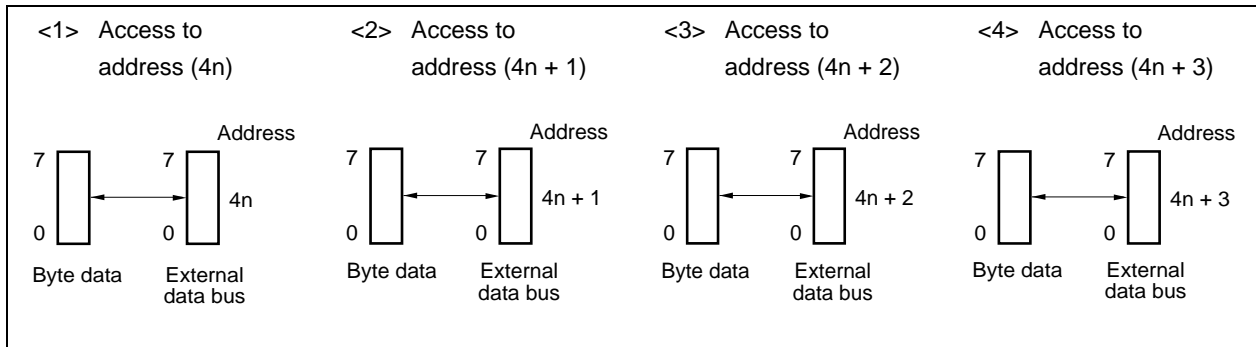 <1> Access to
address (4n)
Address
7
7
4n
0
0
Byte data
External
data bus
<2> Access to
address (4n + 1)
Address
7
7
4n + 1
0
0
Byte data
External
data bus
<3> Access to
address (4n + 2)
Address
7
7
4n + 2
0
0
Byte data
External
data bus
<4> Access to
address (4n + 3)
Address
7
7
4n + 3
0
0
Byte data
External
data bus